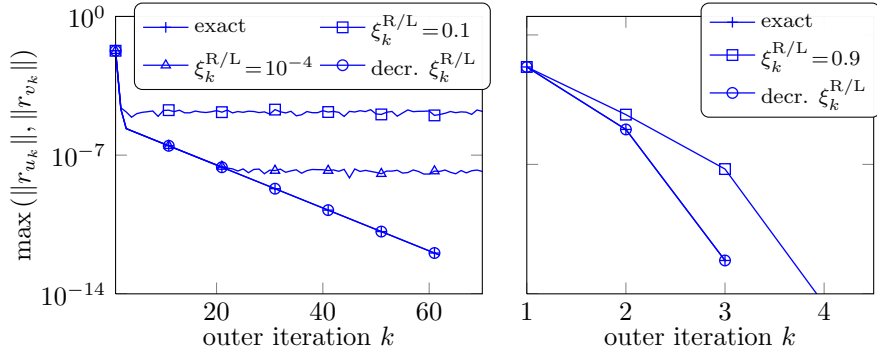 10^0
exact
ξ_k^{R/L} = 0.1
ξ_k^{R/L} = 10^{−4}
decr. ξ_k^{R/L}
10^{−7}
10^{−14}
max (||r_{u_k}||, ||r_{v_k}||)
20 40 60
outer iteration k
exact
ξ_k^{R/L} = 0.9
decr. ξ_k^{R/L}
1 2 3 4
outer iteration k